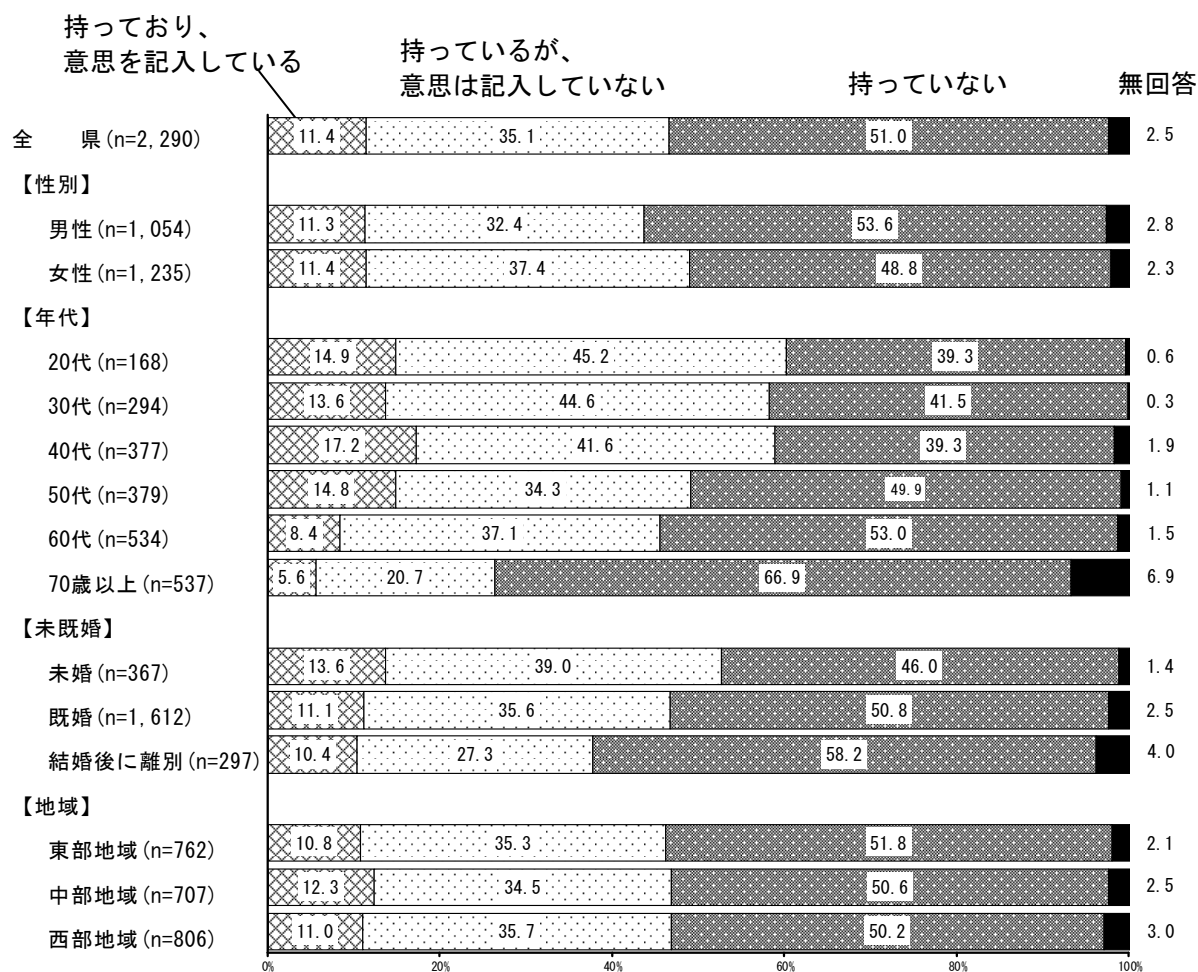 持っており、
意思を記入している
持っているが、
意思は記入していない
持っていない
無回答
全　　県(n=2,290) 11.4 35.1 51.0 2.5
【性別】
男性(n=1,054) 11.3 32.4 53.6 2.8
女性(n=1,235) 11.4 37.4 48.8 2.3
【年代】
20代(n=168) 14.9 45.2 39.3 0.6
30代(n=294) 13.6 44.6 41.5 0.3
40代(n=377) 17.2 41.6 39.3 1.9
50代(n=379) 14.8 34.3 49.9 1.1
60代(n=534) 8.4 37.1 53.0 1.5
70歳以上(n=537) 5.6 20.7 66.9 6.9
【未既婚】
未婚(n=367) 13.6 39.0 46.0 1.4
既婚(n=1,612) 11.1 35.6 50.8 2.5
結婚後に離別(n=297) 10.4 27.3 58.2 4.0
【地域】
東部地域(n=762) 10.8 35.3 51.8 2.1
中部地域(n=707) 12.3 34.5 50.6 2.5
西部地域(n=806) 11.0 35.7 50.2 3.0
0% 20% 40% 60% 80% 100%